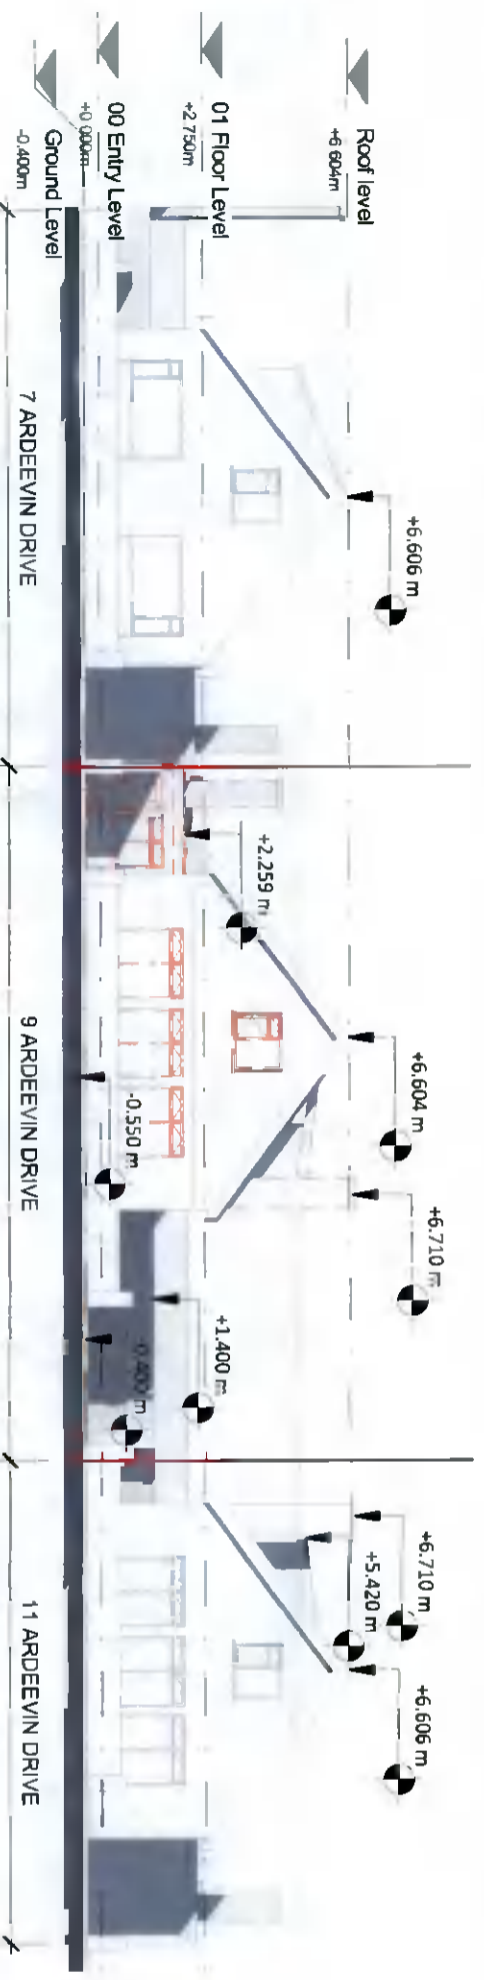 Roof level
+6 604m
01 Floor Level
+2.750m
00 Entry Level
+0 000m
Ground Level
-0.400m
+6.606 m
+2.259 m
+6.604 m
+6.710 m
-0.550 m
+1.400 m
-0.400 m
+6.710 m
+5.420 m
+6.606 m
7 ARDEEVIN DRIVE
9 ARDEEVIN DRIVE
11 ARDEEVIN DRIVE